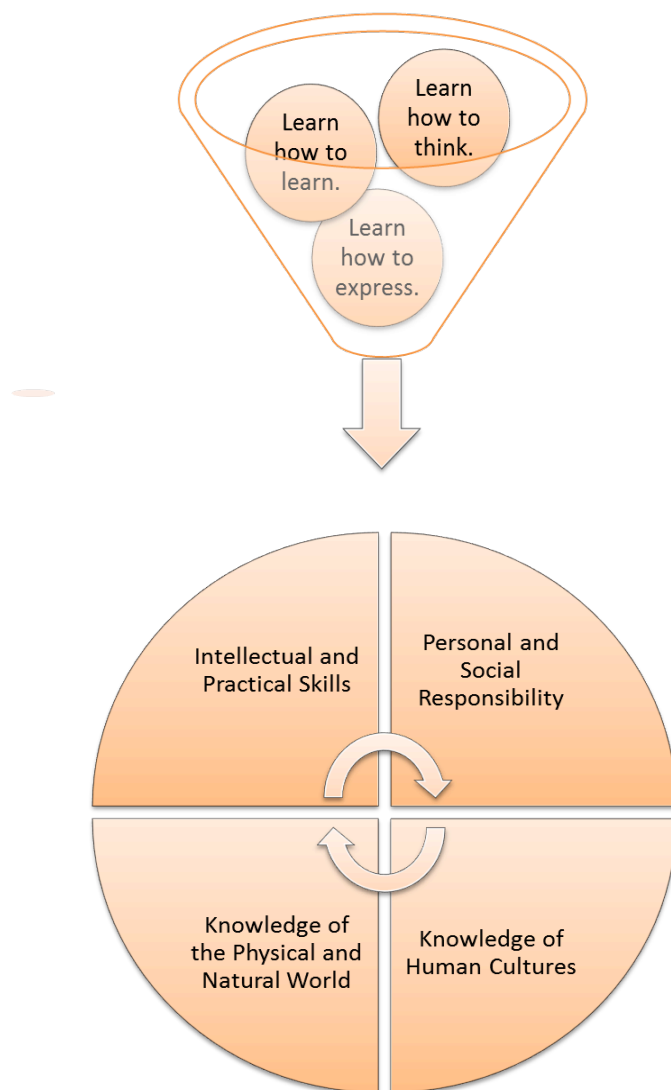 Learn
how to
think.
Learn
how to
learn.
Learn
how to
express.
Intellectual and
Practical Skills
Personal and
Social
Responsibility
Knowledge of
the Physical and
Natural World
Knowledge of
Human Cultures